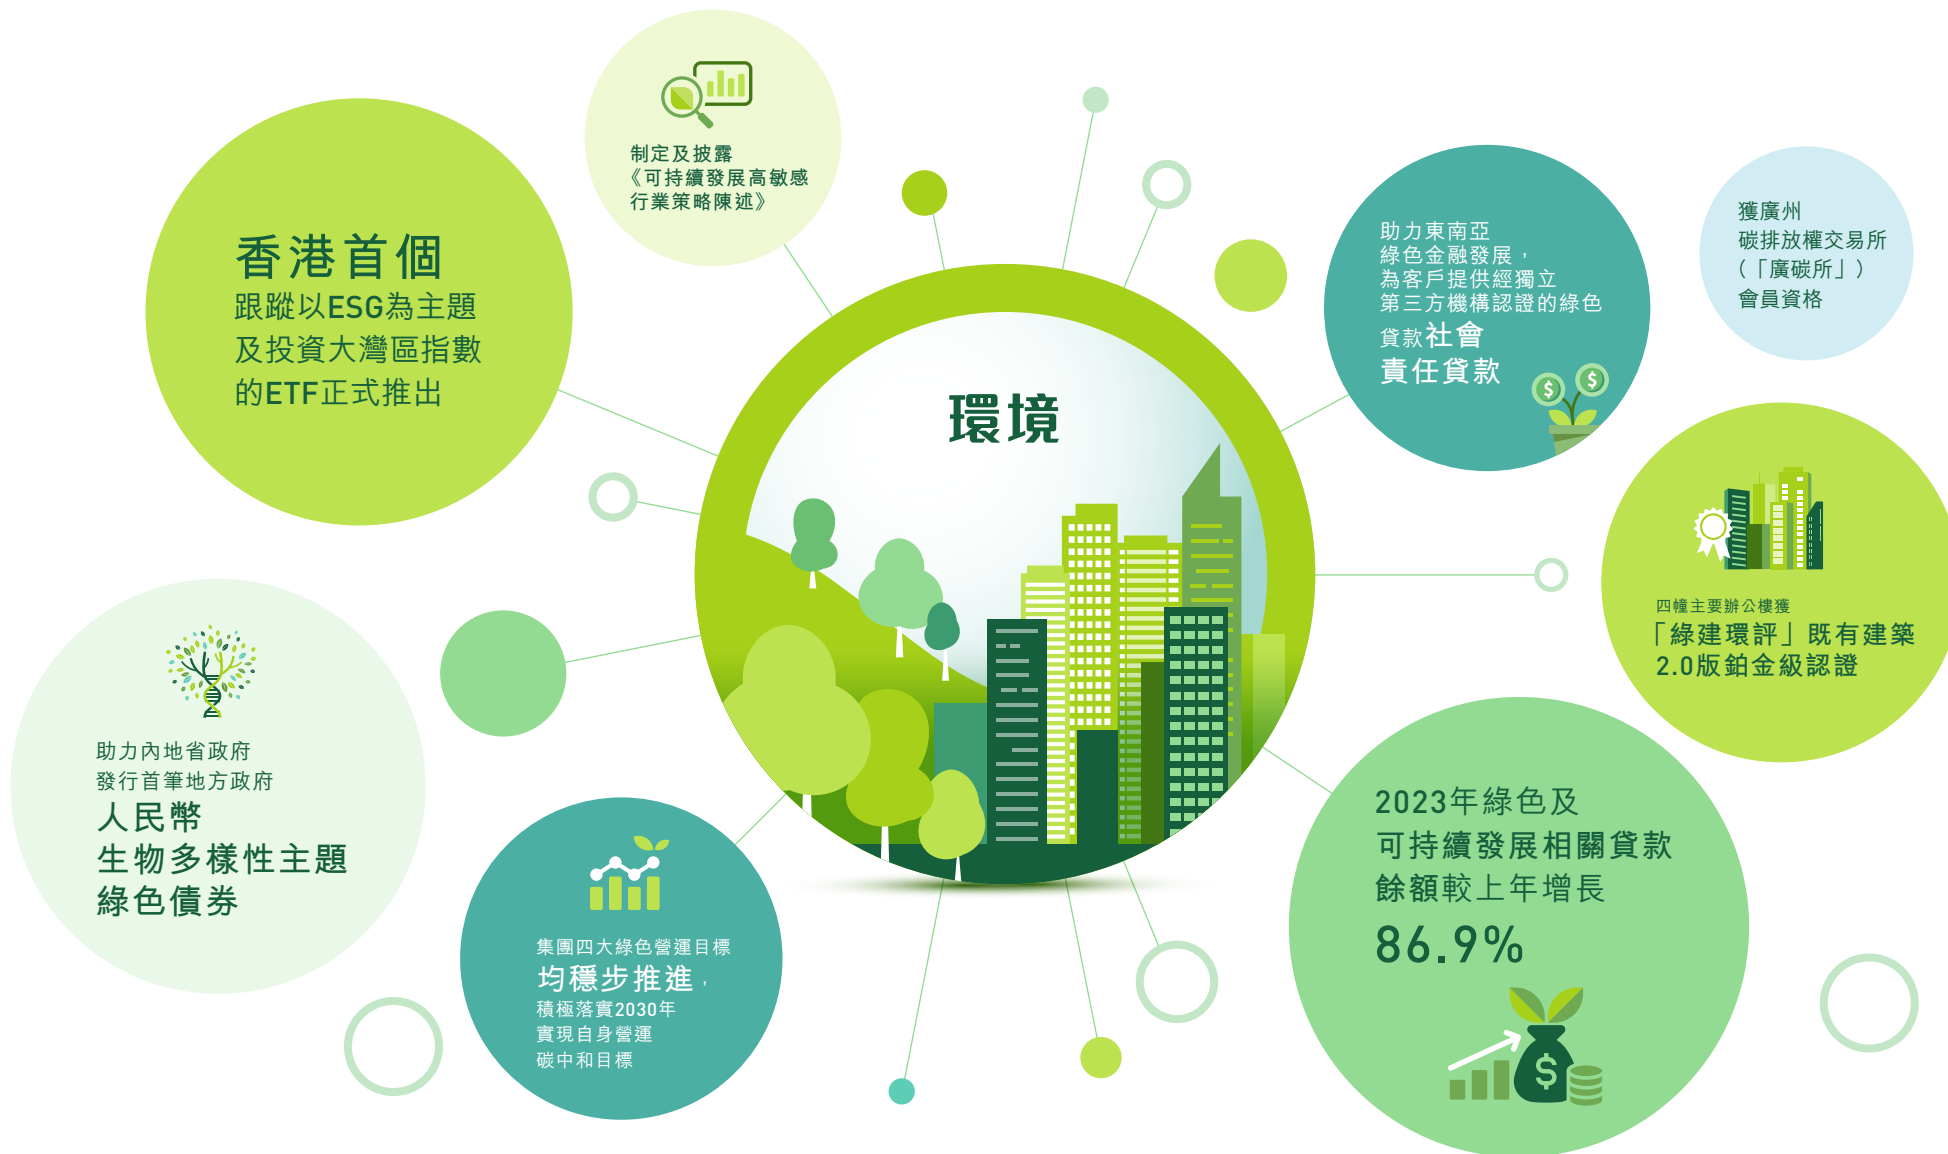 環境
香港首個
跟蹤以ESG為主題
及投資大灣區指數
的ETF正式推出
制定及披露
《可持續發展高敏感
行業策略陳述》
助力東南亞
綠色金融發展，
為客戶提供經獨立
第三方機構認證的綠色
貸款社會
責任貸款
獲廣州
碳排放權交易所
（「廣碳所」）
會員資格
四幢主要辦公樓獲
「綠建環評」既有建築
2.0版鉑金級認證
助力內地省政府
發行首筆地方政府
人民幣
生物多樣性主題
綠色債券
集團四大綠色營運目標
均穩步推進，
積極落實2030年
實現自身營運
碳中和目標
2023年綠色及
可持續發展相關貸款
餘額較上年增長
86.9%